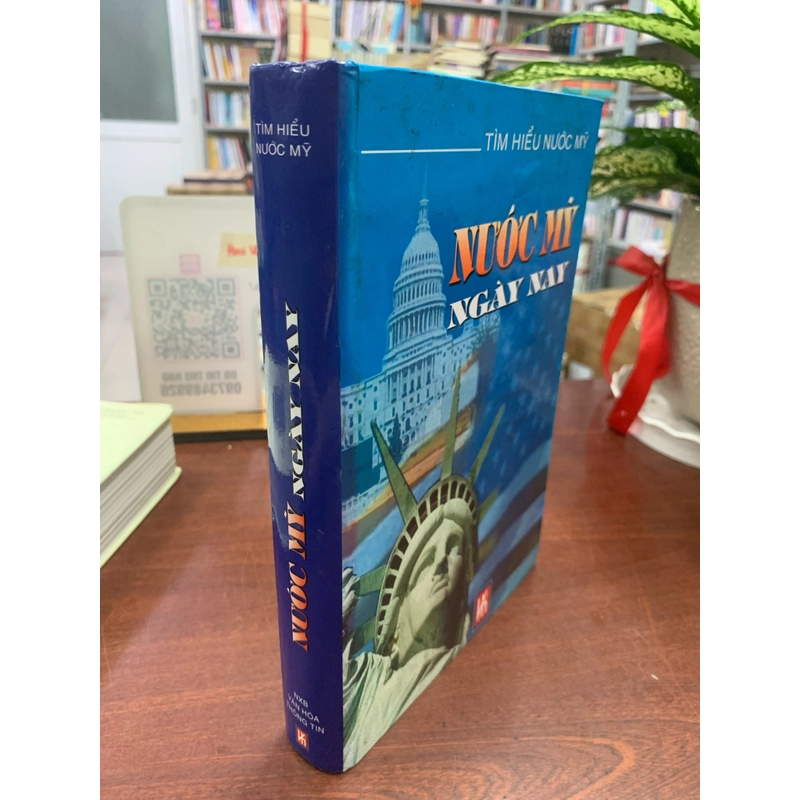 TÌM HIỂU
NƯỚC MỸ
NƯỚC MỸ NGÀY NAY
NXB
VĂN HÓA
THÔNG TIN
TÌM HIỂU NƯỚC MỸ
NƯỚC MỸ
NGÀY NAY
0973489926